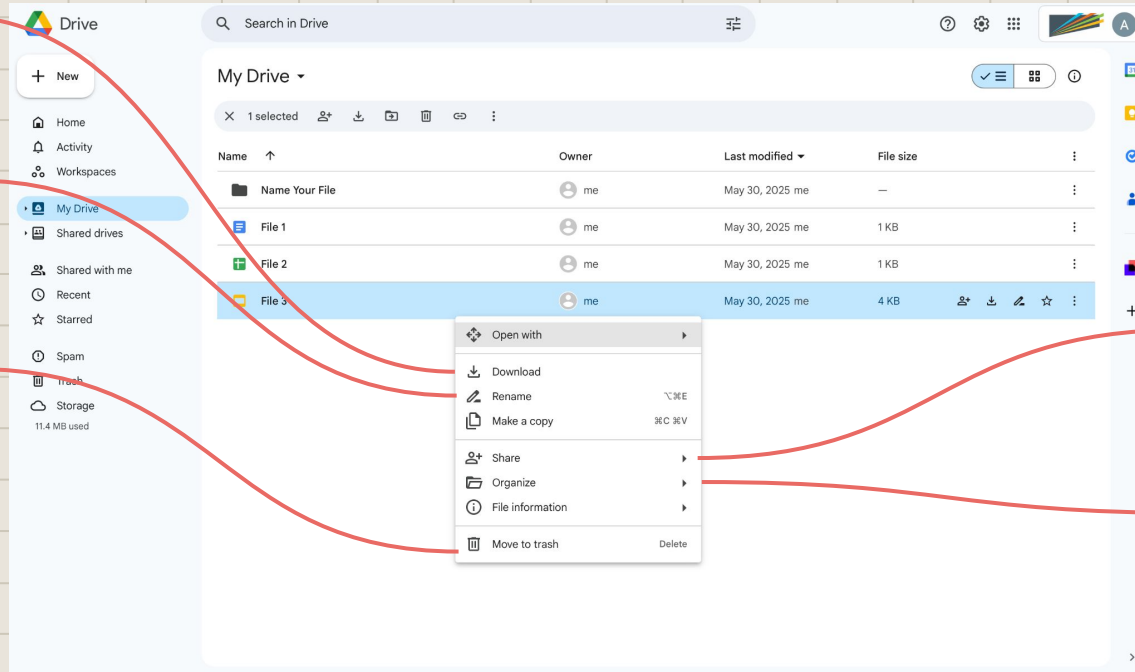 Drive
Search in Drive
A
New
My Drive
31
1 selected
Home
Activity
Workspaces
My Drive
Shared drives
Shared with me
Recent
Starred
Spam
Trash
Storage
11.4 MB used
Name Owner Last modified File size
Name Your File me May 30, 2025 me —
File 1 me May 30, 2025 me 1 KB
File 2 me May 30, 2025 me 1 KB
File 3 me May 30, 2025 me 4 KB
Open with
Download
Rename ⌥⌘E
Make a copy ⌘C ⌘V
Share
Organize
File information
Move to trash Delete